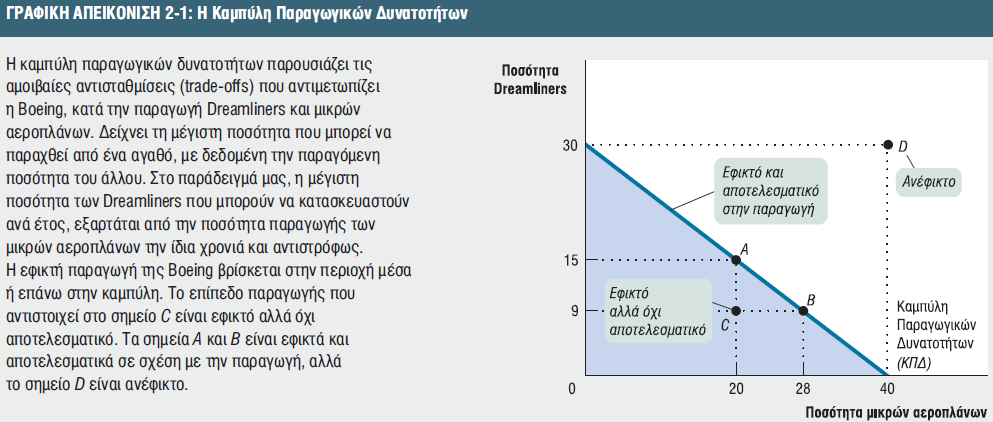 ΓΡΑΦΙΚΗ ΑΠΕΙΚΟΝΙΣΗ 2-1: Η Καμπύλη Παραγωγικών Δυνατοτήτων
Η καμπύλη παραγωγικών δυνατοτήτων παρουσιάζει τις
αμοιβαίες αντισταθμίσεις (trade-offs) που αντιμετωπίζει
η Boeing, κατά την παραγωγή Dreamliners και μικρών
αεροπλάνων. Δείχνει τη μέγιστη ποσότητα που μπορεί να
παραχθεί από ένα αγαθό, με δεδομένη την παραγόμενη
ποσότητα του άλλου. Στο παράδειγμά μας, η μέγιστη
ποσότητα των Dreamliners που μπορούν να κατασκευαστούν
ανά έτος, εξαρτάται από την ποσότητα παραγωγής των
μικρών αεροπλάνων την ίδια χρονιά και αντιστρόφως.
Η εφικτή παραγωγή της Boeing βρίσκεται στην περιοχή μέσα
ή επάνω στην καμπύλη. Το επίπεδο παραγωγής που
αντιστοιχεί στο σημείο C είναι εφικτό αλλά όχι
αποτελεσματικό. Τα σημεία A και B είναι εφικτά και
αποτελεσματικά σε σχέση με την παραγωγή, αλλά
το σημείο D είναι ανέφικτο.
Ποσότητα
Dreamliners
30
D
Ανέφικτο
Εφικτό και
αποτελεσματικό
στην παραγωγή
15
A
Εφικτό
αλλά όχι
αποτελεσματικό
9
C
B
Καμπύλη
Παραγωγικών
Δυνατοτήτων
(ΚΠΔ)
0
20
28
40
Ποσότητα μικρών αεροπλάνων